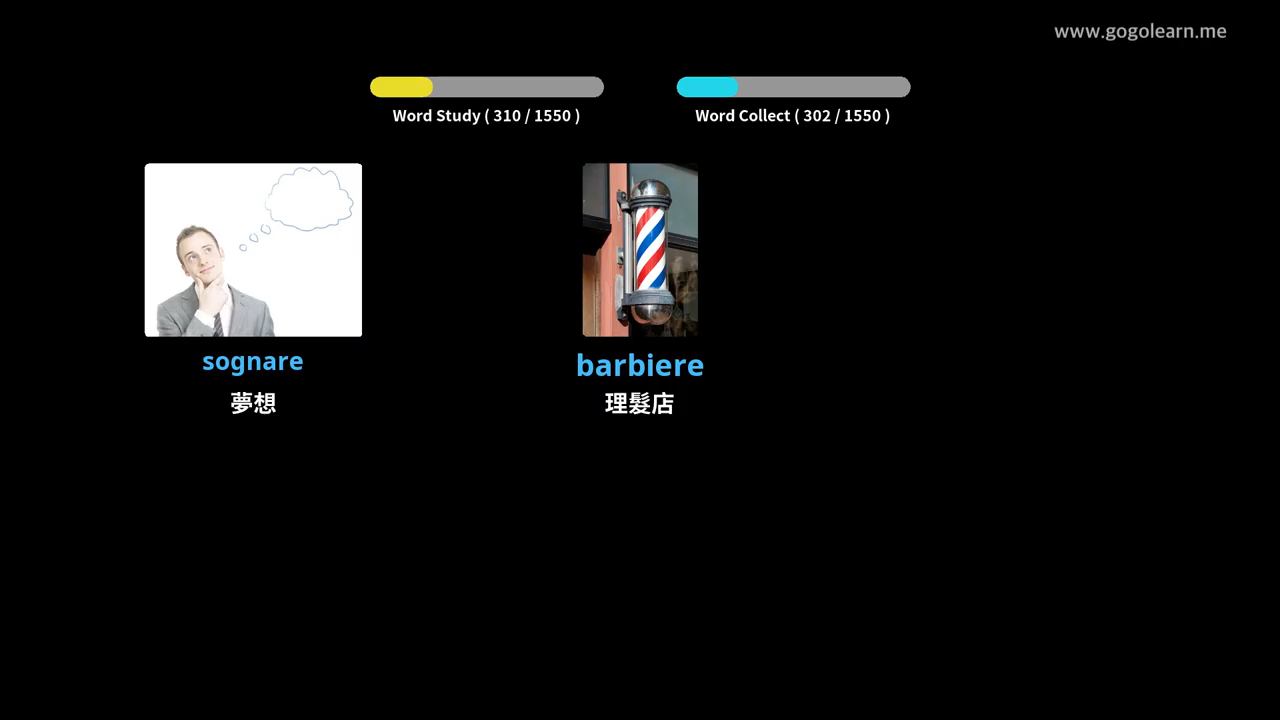 www.gogolearn.me
Word Study ( 310 / 1550 )
Word Collect ( 302 / 1550 )
sognare
夢想
barbiere
理髮店